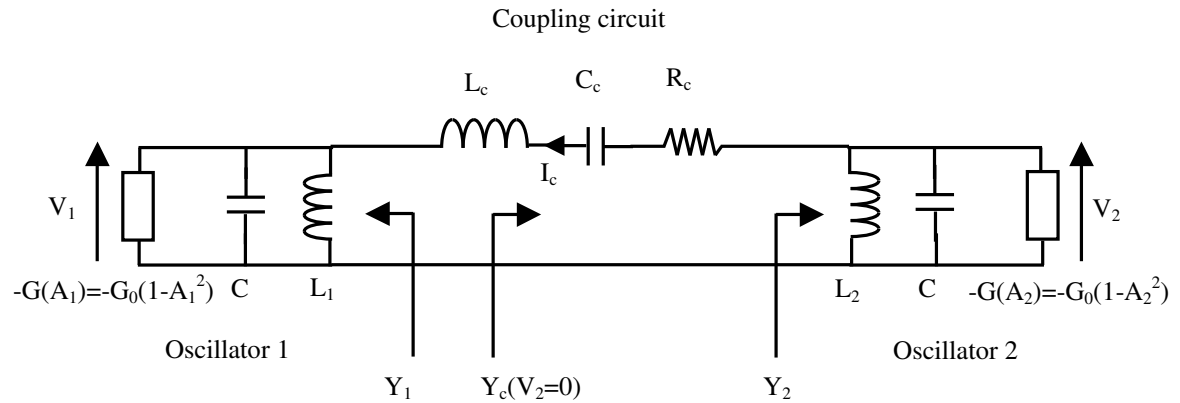 Coupling circuit
L_c C_c R_c
I_c
V_1 V_2
-G(A_1)=-G_0(1-A_1^2) C L_1 L_2 C -G(A_2)=-G_0(1-A_2^2)
Oscillator 1 Oscillator 2
Y_1 Y_c(V_2=0) Y_2